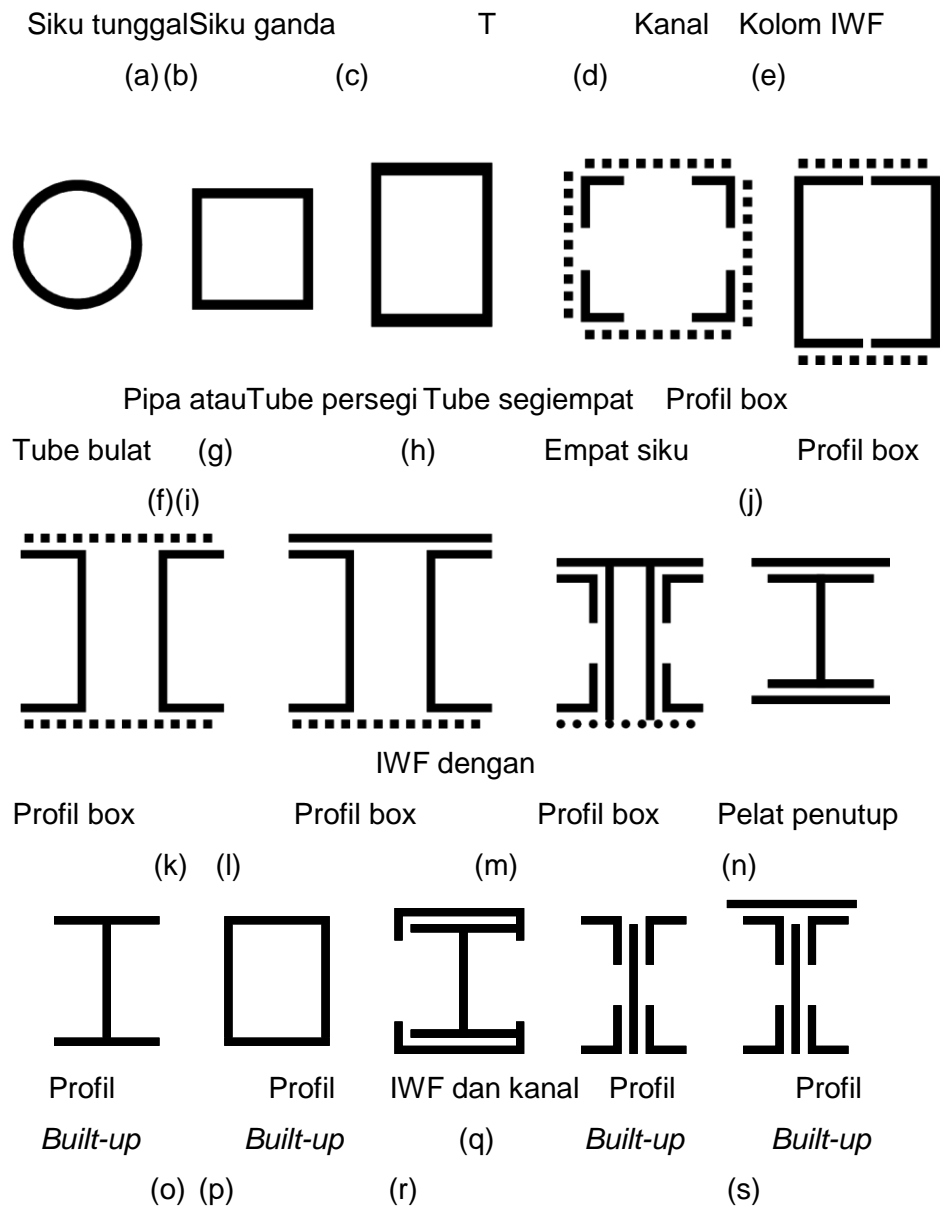 Siku tunggalSiku ganda T Kanal Kolom IWF
(a) (b) (c) (d) (e)
Pipa atauTube persegi Tube segiempat Profil box
Tube bulat (g) (h) Empat siku Profil box
(f)(i) (j)
IWF dengan
Profil box Profil box Profil box Pelat penutup
(k) (l) (m) (n)
Profil Profil IWF dan kanal Profil Profil
Built-up Built-up (q) Built-up Built-up
(o) (p) (r) (s)